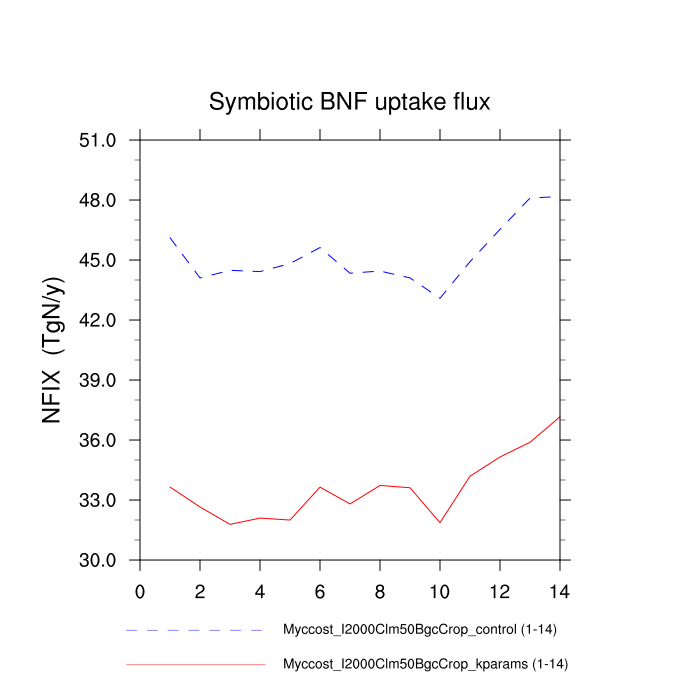 Symbiotic BNF uptake flux
51.0
48.0
45.0
42.0
39.0
36.0
33.0
30.0
NFIX (TgN/y)
0 2 4 6 8 10 12 14
Myccost_I2000Clm50BgcCrop_control (1-14)
Myccost_I2000Clm50BgcCrop_kparams (1-14)